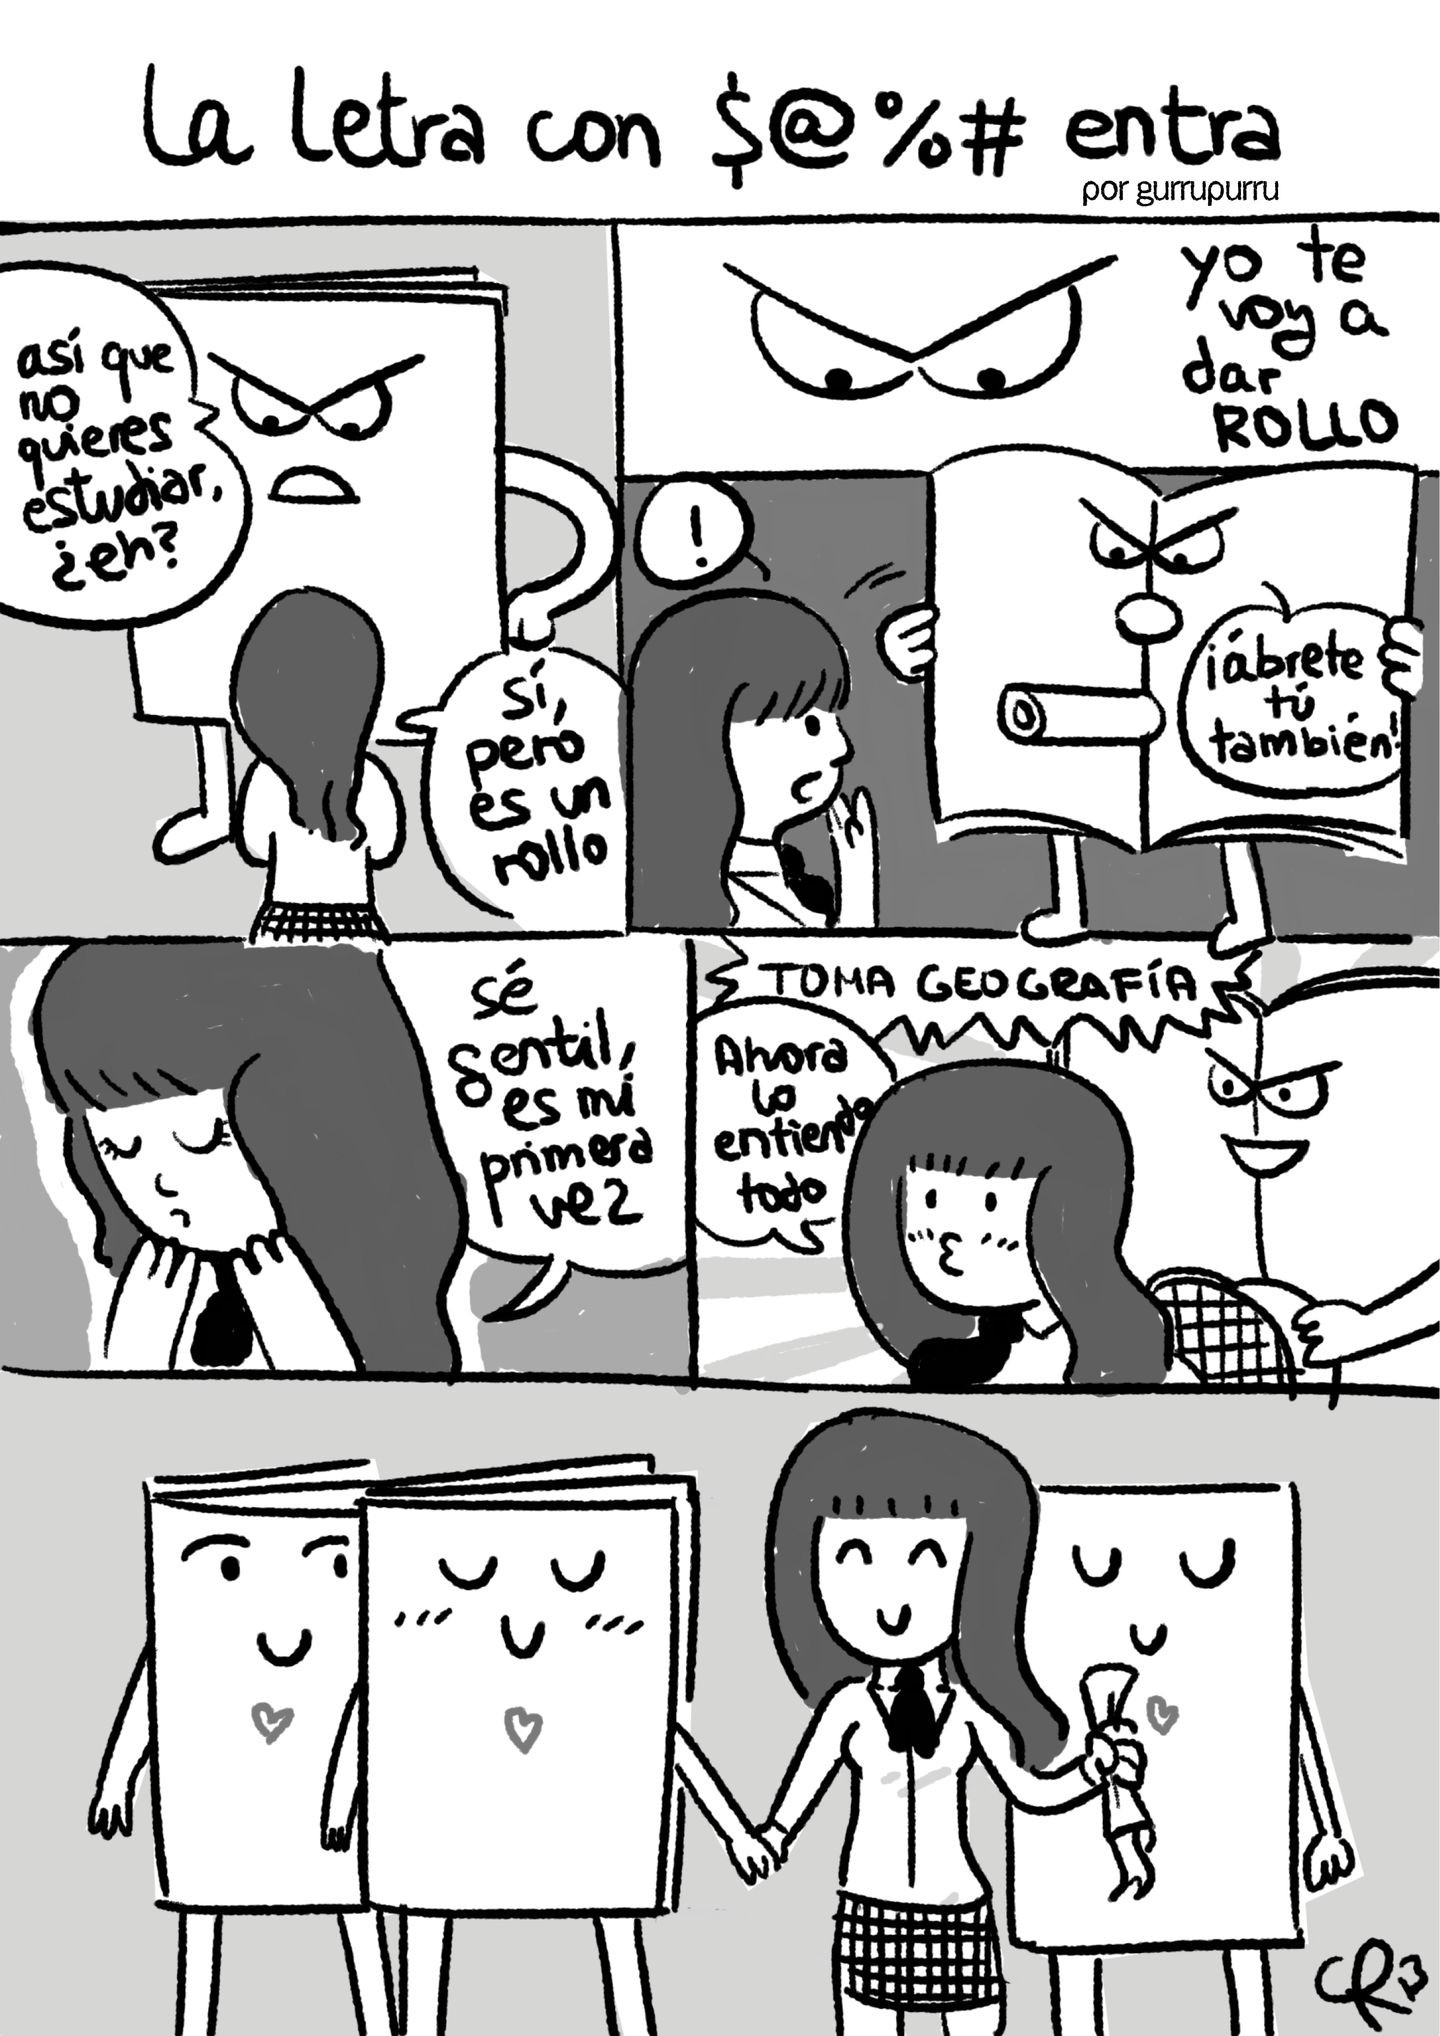 la letra con $@%# entra
por gurrupurru
así que
no
quieres
estudiar,
¿eh?
sí,
pero
es un
rollo
yo te
voy a
dar
ROLLO
!
¡ábrete
tú
también!
sé
gentil,
es mi
primera
vez
TOMA GEOGRAFÍA
Ahora
lo
entiendo
todo
CR13